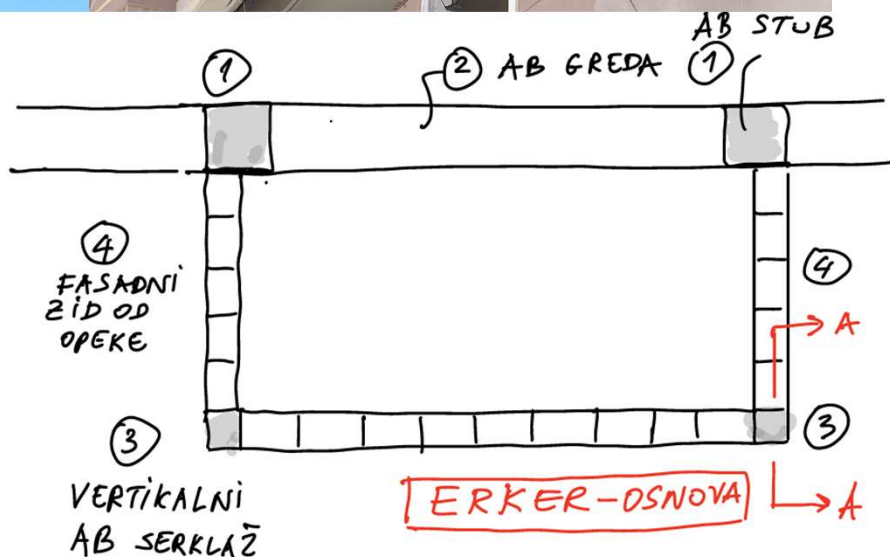 AB STUB
1
2 AB GREDA
1
4
FASADNI
ZID OD
OPEKE
4
A
3
3
VERTIKALNI
AB SERKLAŽ
ERKER-OSNOVA
A